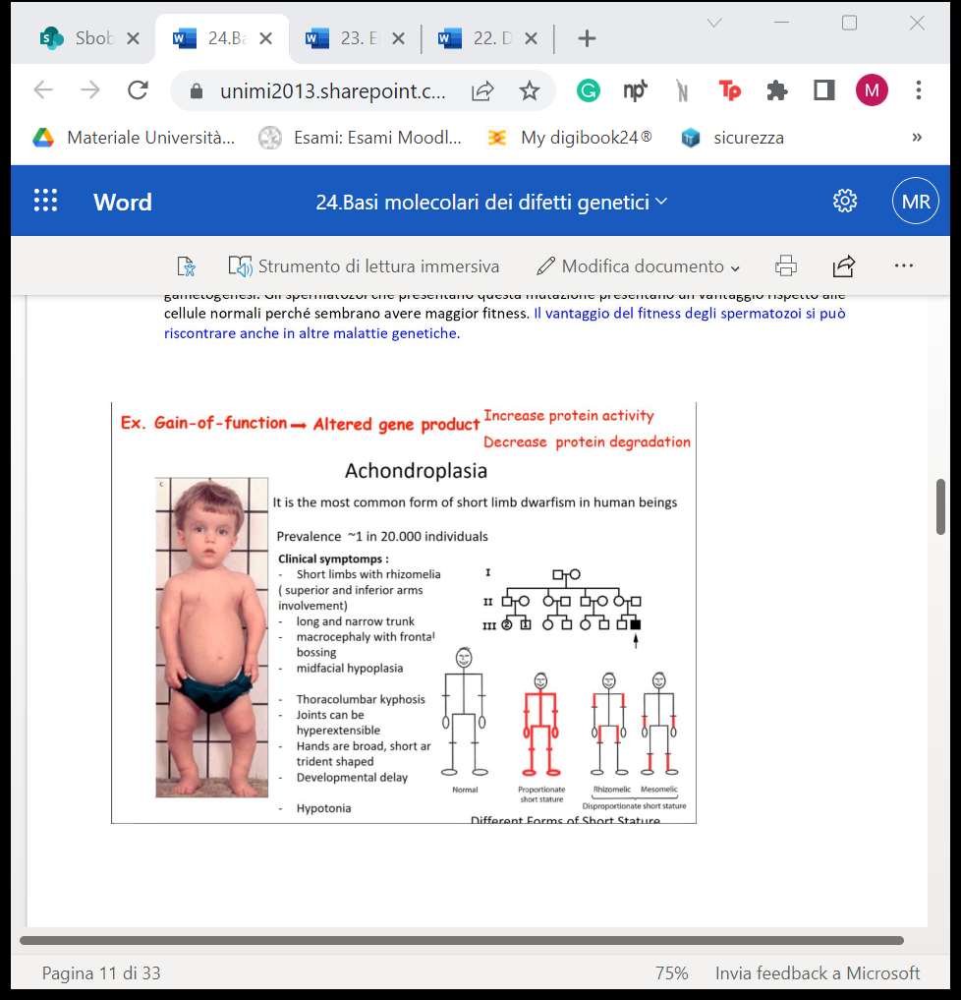 Sbob
24.Ba
23. E
22. D
unimi2013.sharepoint.c...
M
Materiale Università...
Esami: Esami Moodl...
My digibook24®
sicurezza
»
Word
24.Basi molecolari dei difetti genetici
MR
Strumento di lettura immersiva
Modifica documento
gametogenesi. Gli spermatozoi che presentano questa mutazione presentano un vantaggio rispetto alle
cellule normali perché sembrano avere maggior fitness. Il vantaggio del fitness degli spermatozoi si può
riscontrare anche in altre malattie genetiche.
Ex. Gain-of-function → Altered gene product
Increase protein activity
Decrease protein degradation
Achondroplasia
It is the most common form of short limb dwarfism in human beings
Prevalence ~1 in 20.000 individuals
Clinical symptomps :
- Short limbs with rhizomelia
( superior and inferior arms
involvement)
- long and narrow trunk
- macrocephaly with frontal
bossing
- midfacial hypoplasia
- Thoracolumbar kyphosis
- Joints can be
hyperextensible
- Hands are broad, short ar
trident shaped
- Developmental delay
- Hypotonia
I
II
III
2
1
Normal
Proportionate
short stature
Rhizomelic
Mesomelic
Disproportionate short stature
Different Forms of Short Stature
Pagina 11 di 33
75%
Invia feedback a Microsoft